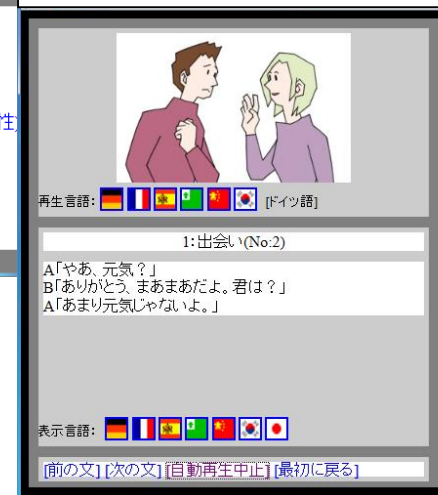 性)
再生言語: [ドイツ語]
1:出会い(No:2)
A「やあ、元気？」
B「ありがとう、まあまあだよ。君は？」
A「あまり元気じゃないよ。」
表示言語:
[前の文] [次の文] [自動再生中止] [最初に戻る]